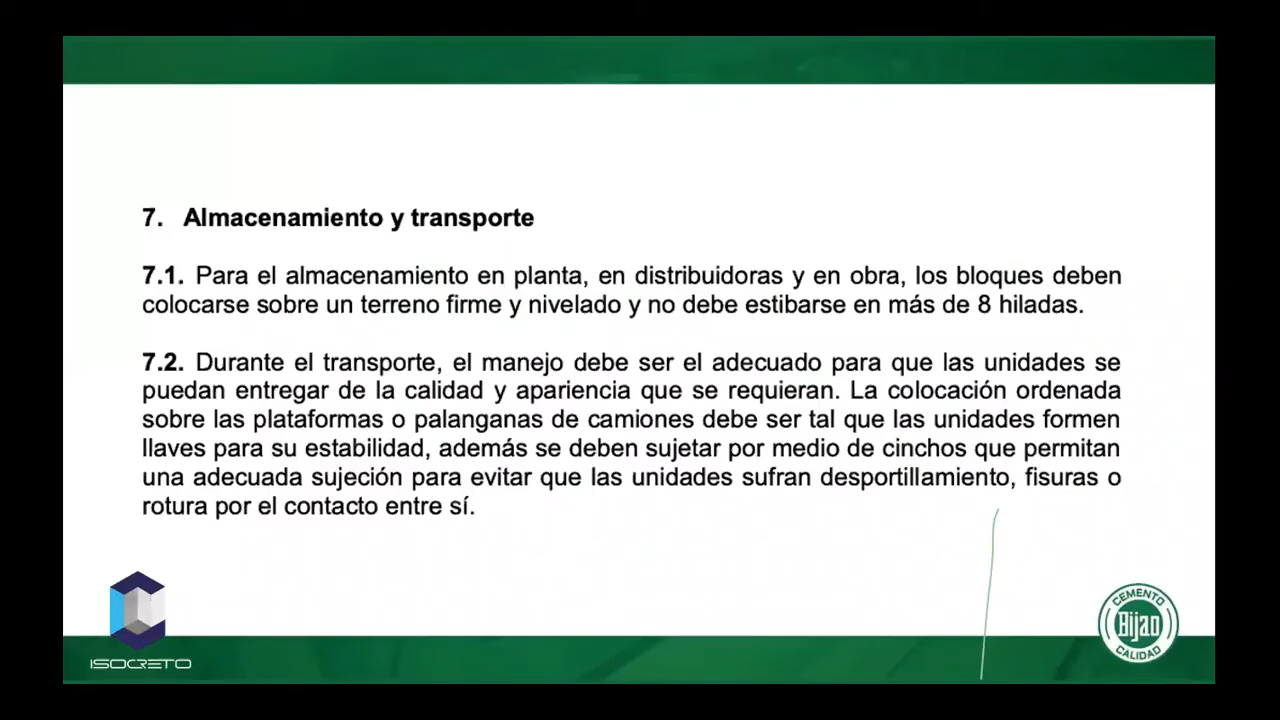 7. Almacenamiento y transporte
7.1. Para el almacenamiento en planta, en distribuidoras y en obra, los bloques deben
colocarse sobre un terreno firme y nivelado y no debe estibarse en más de 8 hiladas.
7.2. Durante el transporte, el manejo debe ser el adecuado para que las unidades se
puedan entregar de la calidad y apariencia que se requieran. La colocación ordenada
sobre las plataformas o palanganas de camiones debe ser tal que las unidades formen
llaves para su estabilidad, además se deben sujetar por medio de cinchos que permitan
una adecuada sujeción para evitar que las unidades sufran desportillamiento, fisuras o
rotura por el contacto entre sí.
ISOCRETO
CEMENTO
Bijao
CALIDAD